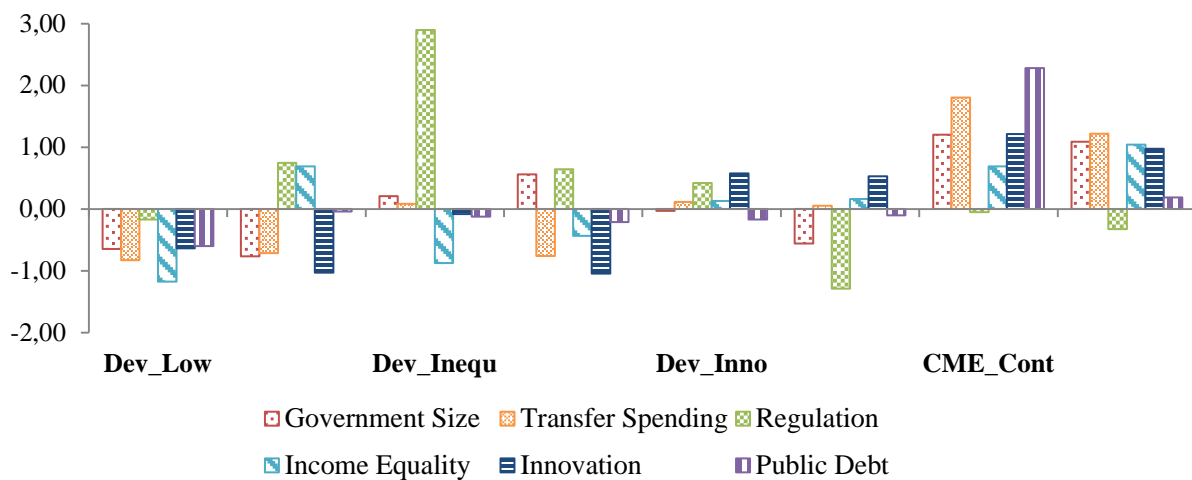 3,00
2,00
1,00
0,00
-1,00
-2,00
Dev_Low Dev_Inequ Dev_Inno CME_Cont
Government Size Transfer Spending Regulation
Income Equality Innovation Public Debt